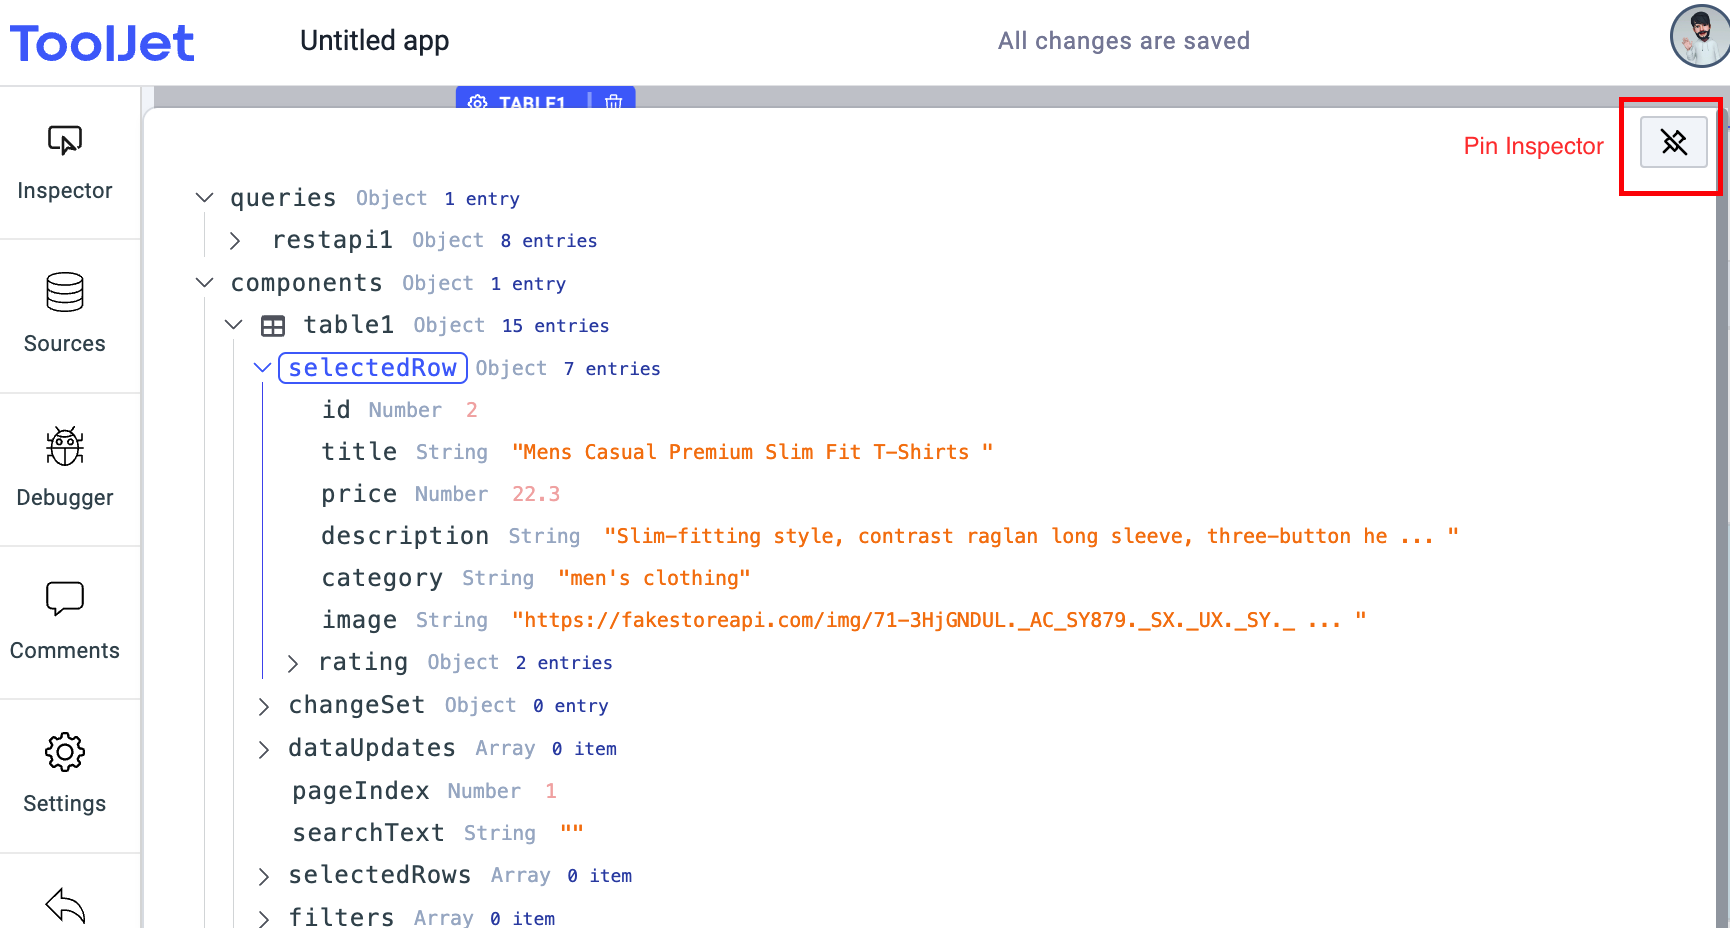 ToolJet
Untitled app
All changes are saved
TABLE1
Pin Inspector
Inspector
Sources
Debugger
Comments
Settings
queries Object 1 entry
restapi1 Object 8 entries
components Object 1 entry
table1 Object 15 entries
selectedRow Object 7 entries
id Number 2
title String "Mens Casual Premium Slim Fit T-Shirts "
price Number 22.3
description String "Slim-fitting style, contrast raglan long sleeve, three-button he ... "
category String "men's clothing"
image String "https://fakestoreapi.com/img/71-3HjGNDUL._AC_SY879._SX._UX._SY._ ... "
rating Object 2 entries
changeSet Object 0 entry
dataUpdates Array 0 item
pageIndex Number 1
searchText String ""
selectedRows Array 0 item
filters Array 0 item